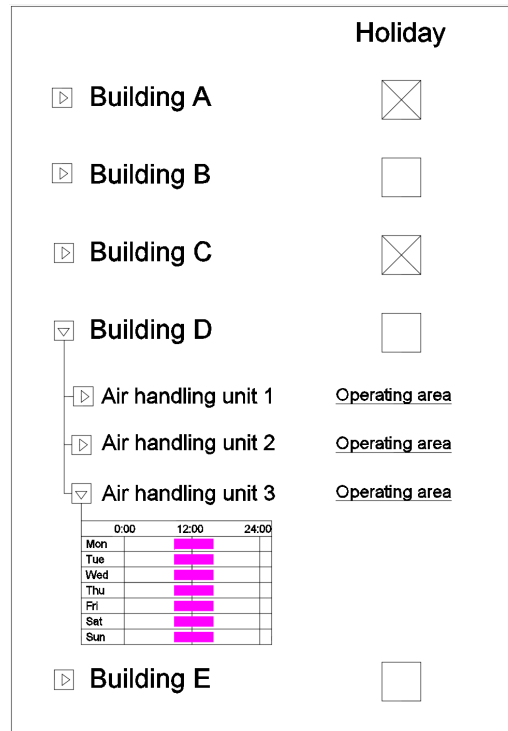 Holiday
Building A
Building B
Building C
Building D
Air handling unit 1 Operating area
Air handling unit 2 Operating area
Air handling unit 3 Operating area
0:00 12:00 24:00
Mon
Tue
Wed
Thu
Fri
Sat
Sun
Building E